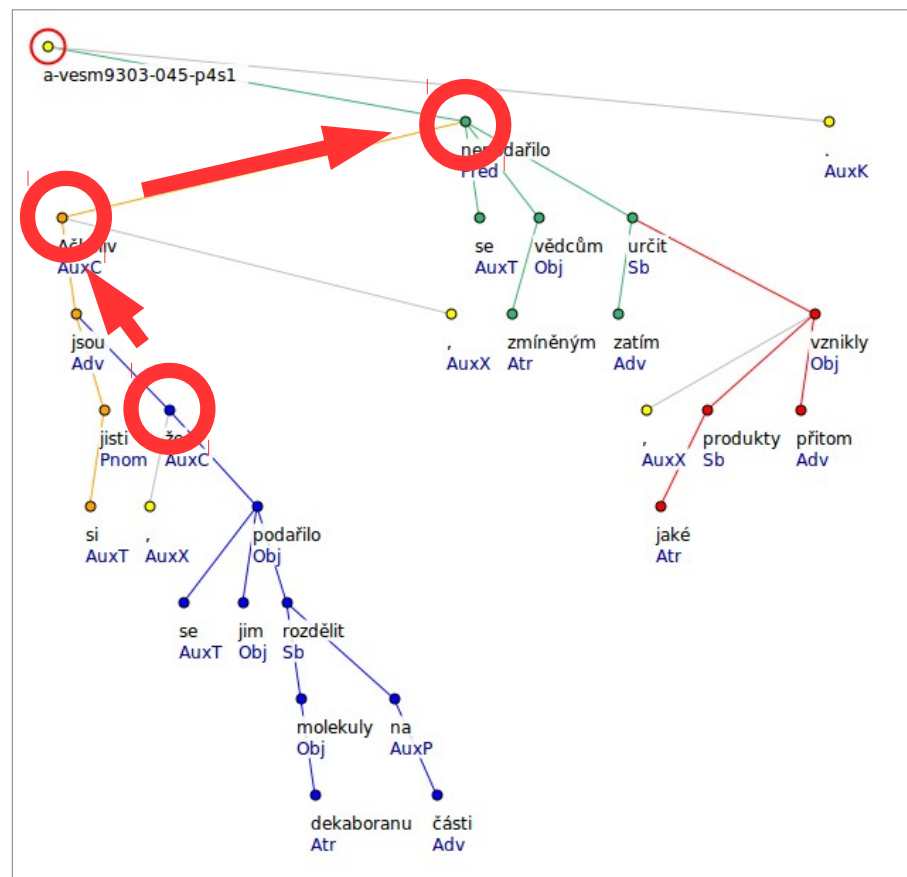 a-vesm9303-045-p4s1
nepodařilo .
Pred AuxK
Ačkoliv se vědcům určit
AuxC AuxT Obj Sb
jsou , zmíněným zatím vznikly
Adv AuxX Atr Adv Obj
jisti že , produkty přitom
Pnom AuxC AuxX Sb Adv
si , podařilo jaké
AuxT AuxX Obj Atr
se jim rozdělit
AuxT Obj Sb
molekuly na
Obj AuxP
dekaboranu části
Atr Adv